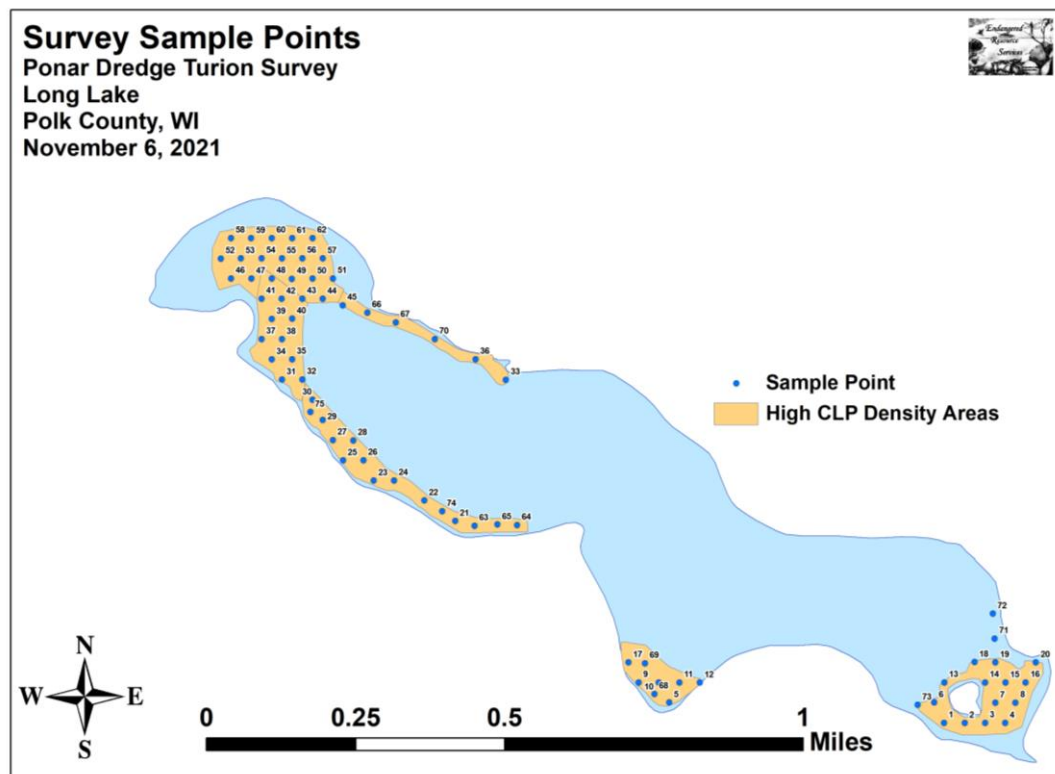 Survey Sample Points
Ponar Dredge Turion Survey
Long Lake
Polk County, WI
November 6, 2021
Endangered
Resource
Services
58 59 60 61 62
52 53 54 55 56 57
46 47 48 49 50 51
41 42 43 44 45 66
39 40 67
37 38 70
34 35 36
31 32 33
30
75
29
27 28
25 26
23 24
22
74
21 63 65 64
Sample Point
High CLP Density Areas
72
71
17 69 18 19 20
9 68 11 12 13 14 15 16
10 5 73 6 7 8
1 2 3 4
N
W E
S
0 0.25 0.5 1
Miles